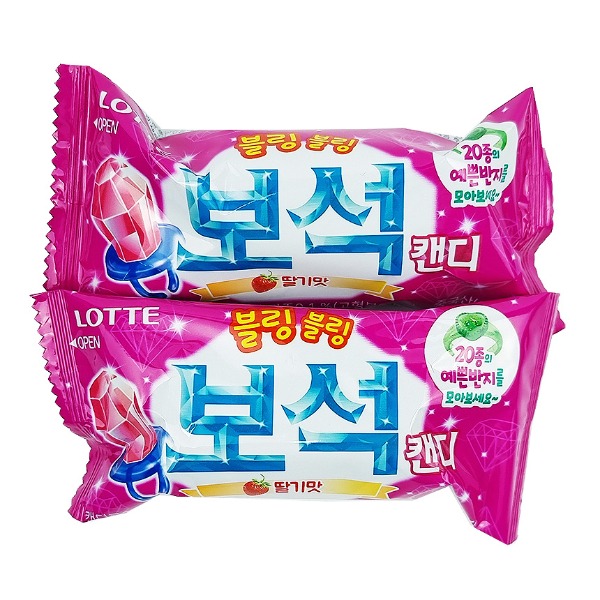 LOTTE
◁OPEN
블링블링
보석
캔디
딸기맛
20종의
예쁜반지를
모아보세요~
LOTTE
◁OPEN
블링블링
보석
캔디
딸기맛
20종의
예쁜반지를
모아보세요~